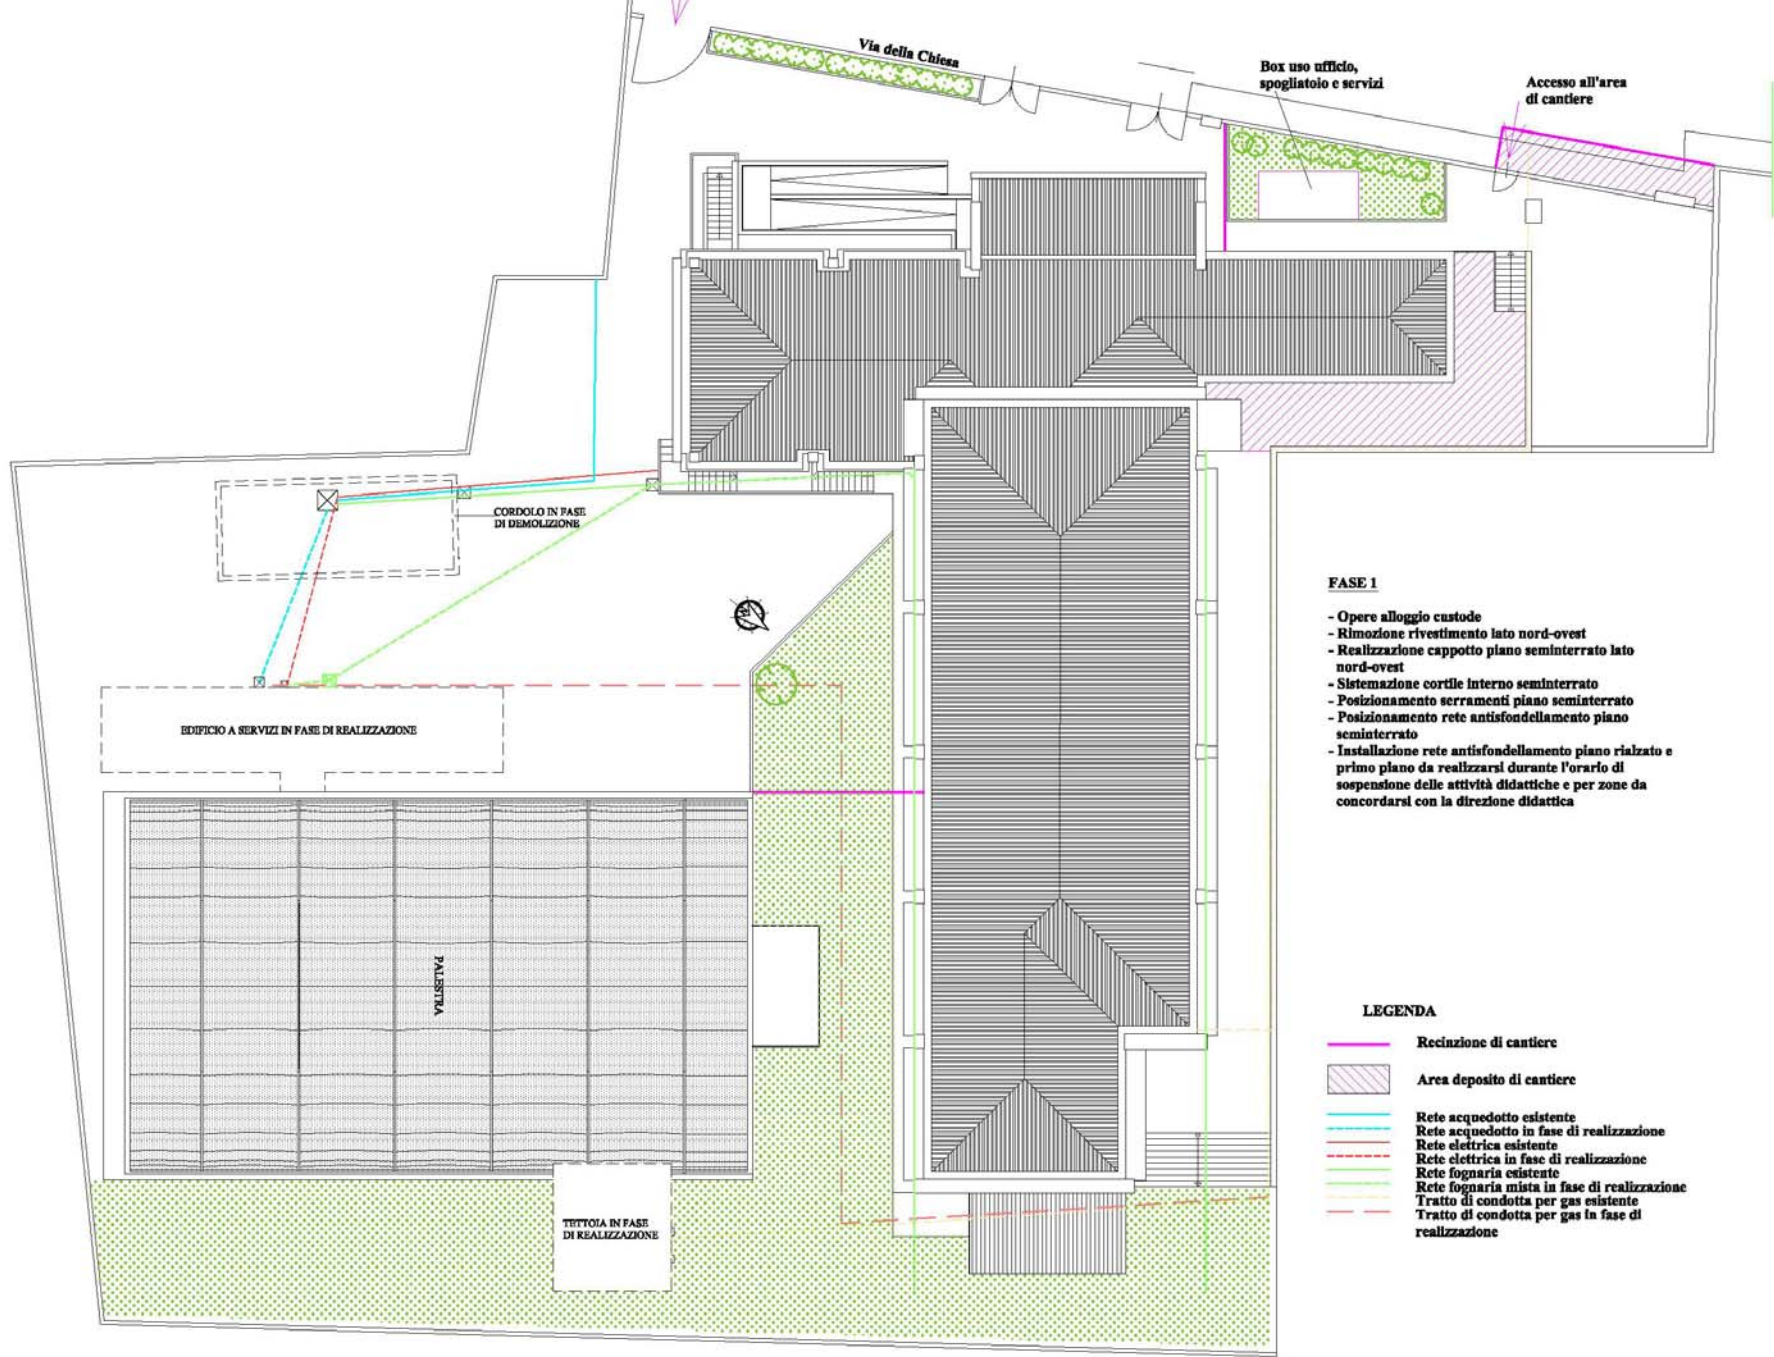 Via della Chiesa
Box uso ufficio,
spogliatoio e servizi
Accesso all'area
di cantiere
CORDOLO IN FASE
DI DEMOLIZIONE
EDIFICIO A SERVIZI IN FASE DI REALIZZAZIONE
PALESTRA
TETTOIA IN FASE
DI REALIZZAZIONE
FASE 1
- Opere alloggio custode
- Rimozione rivestimento lato nord-ovest
- Realizzazione cappotto piano seminterrato lato
nord-ovest
- Sistemazione cortile interno seminterrato
- Posizionamento serramenti piano seminterrato
- Posizionamento rete antisfondellamento piano
seminterrato
- Installazione rete antisfondellamento piano rialzato e
primo piano da realizzarsi durante l'orario di
sospensione delle attività didattiche e per zone da
concordarsi con la direzione didattica
LEGENDA
Recinzione di cantiere
Area deposito di cantiere
Rete acquedotto esistente
Rete acquedotto in fase di realizzazione
Rete elettrica esistente
Rete elettrica in fase di realizzazione
Rete fognaria esistente
Rete fognaria mista in fase di realizzazione
Tratto di condotta per gas esistente
Tratto di condotta per gas in fase di
realizzazione